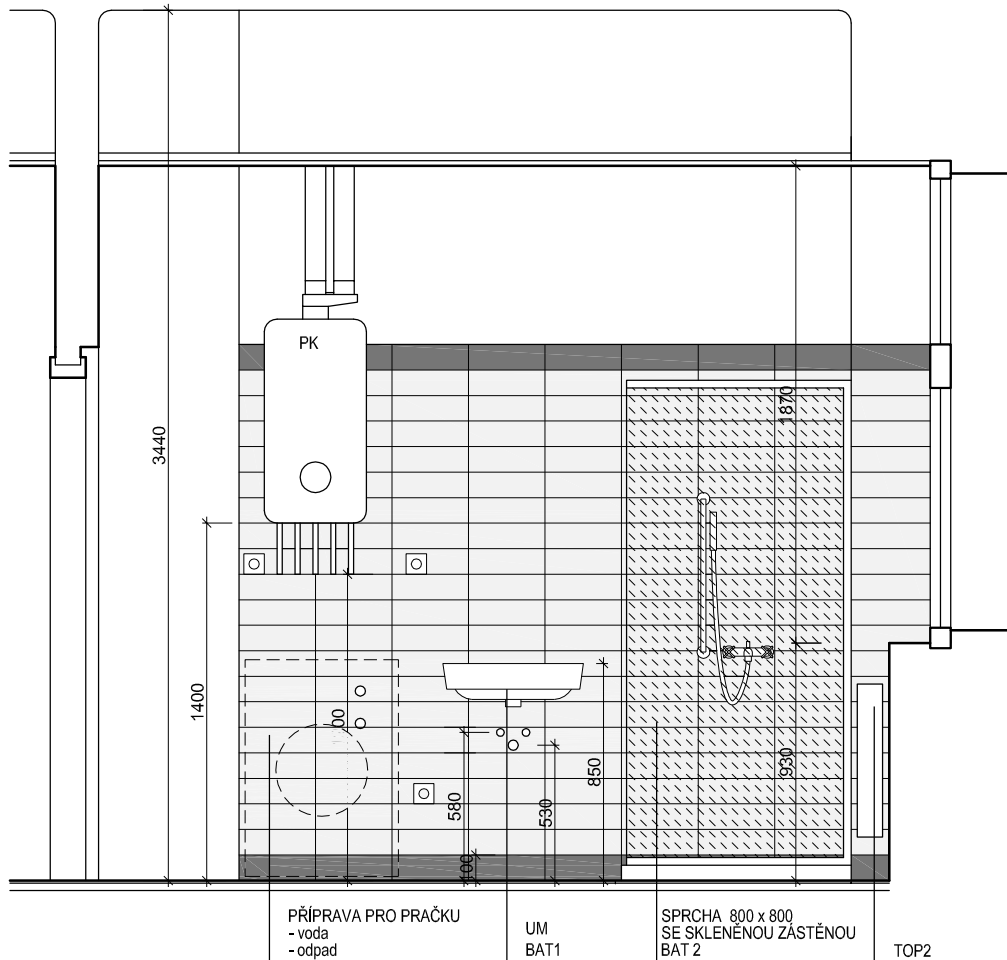 PK
1870
3440
1400
930
850
580
530
100
PŘÍPRAVA PRO PRAČKU
- voda
- odpad
UM
BAT1
SPRCHA 800 x 800
SE SKLENĚNOU ZÁSTĚNOU
BAT 2
TOP2